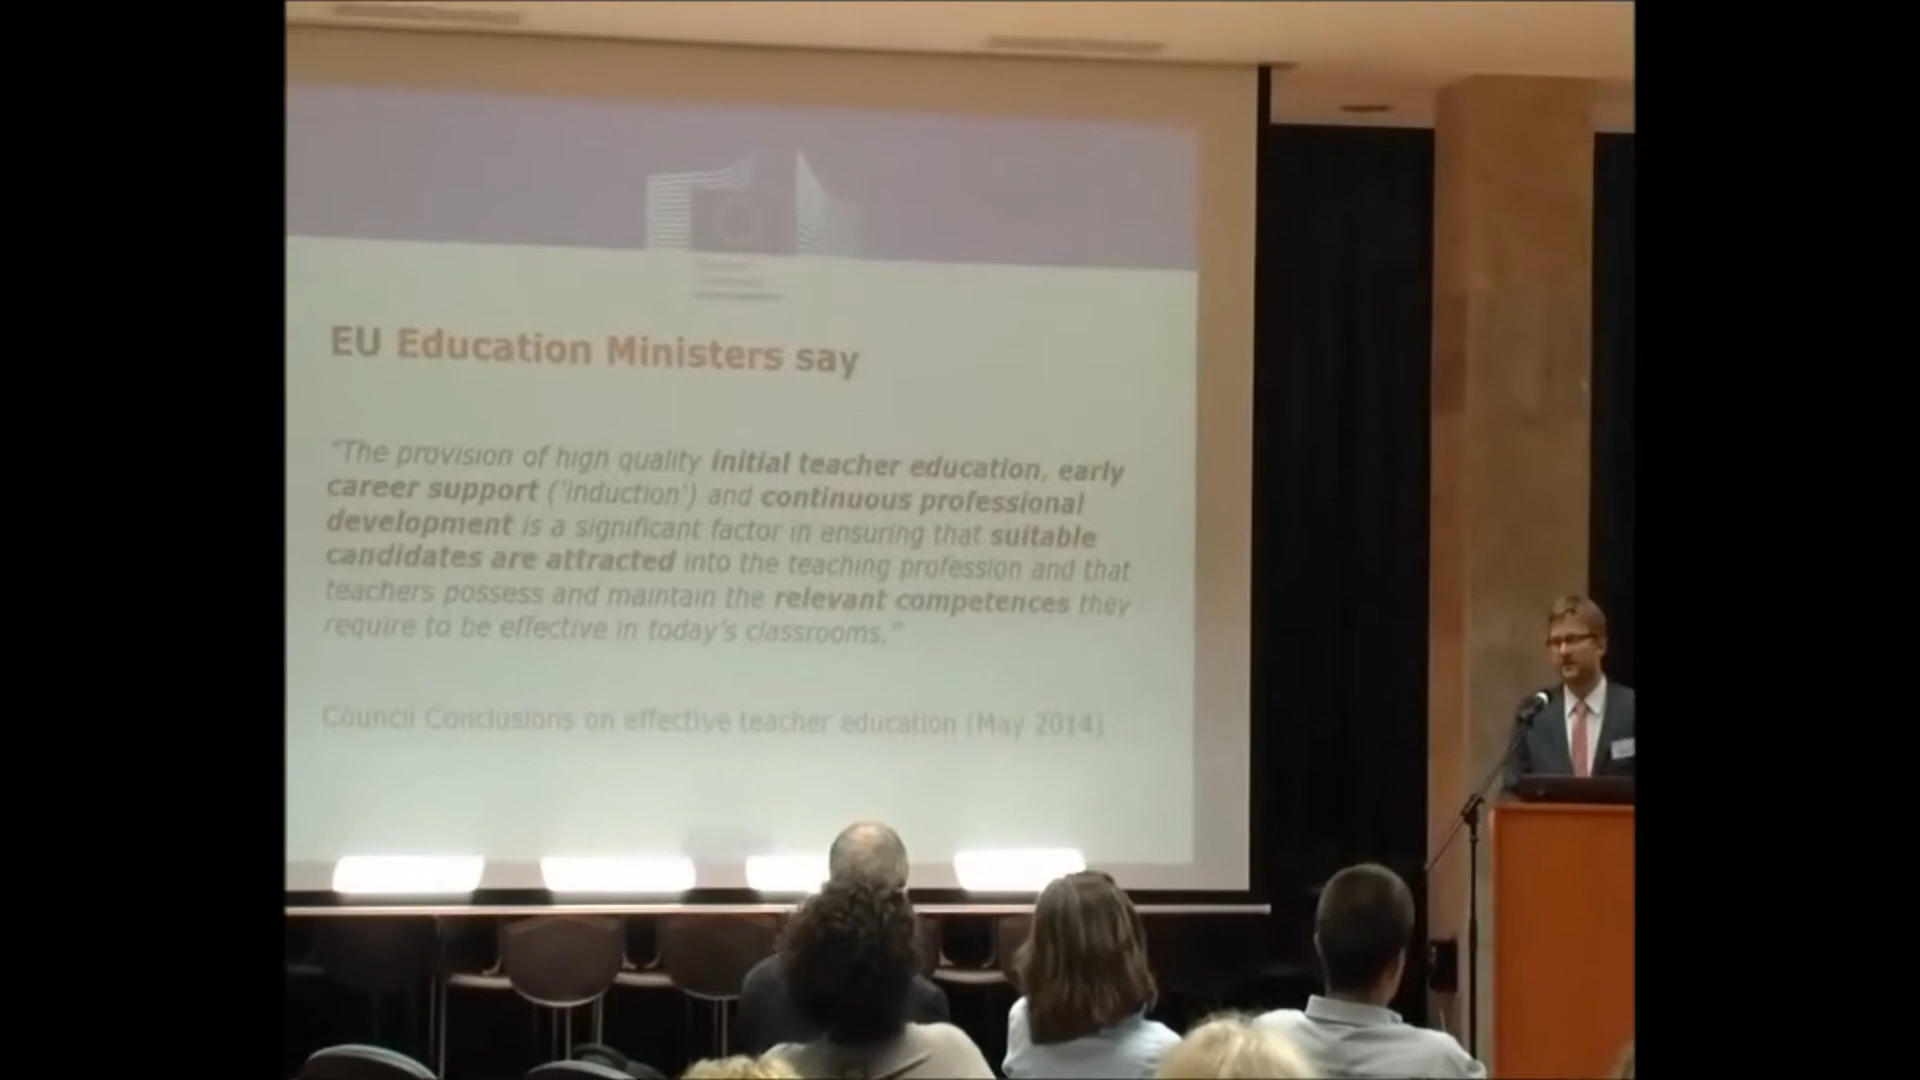 EU Education Ministers say
"The provision of high quality initial teacher education, early
career support ('induction') and continuous professional
development is a significant factor in ensuring that suitable
candidates are attracted into the teaching profession and that
teachers possess and maintain the relevant competences they
require to be effective in today's classrooms."
Council Conclusions on effective teacher education (May 2014)